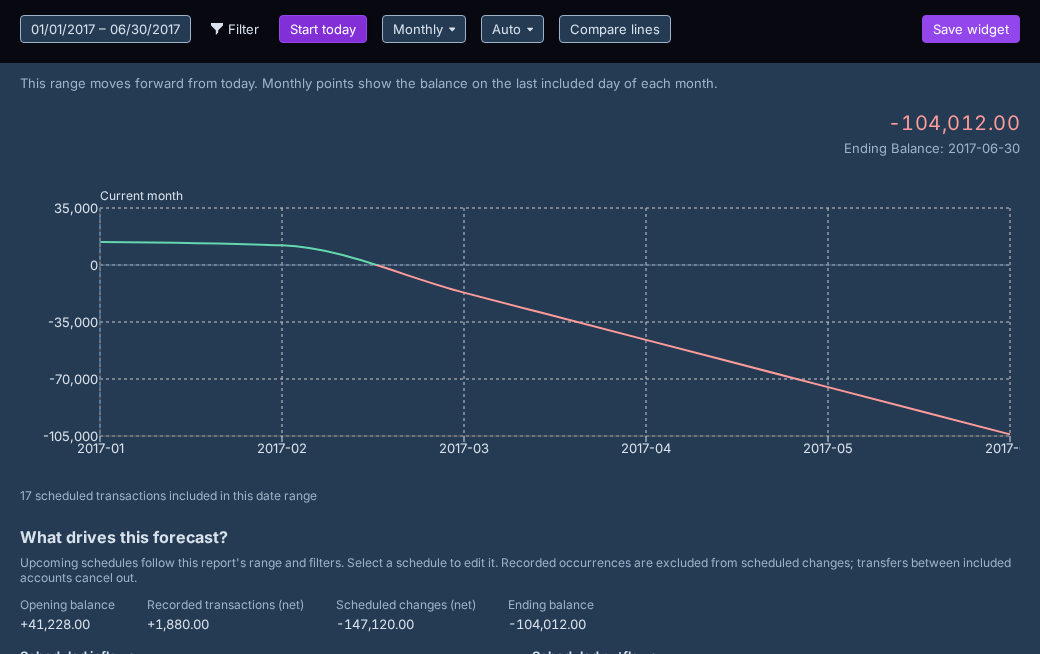 01/01/2017 – 06/30/2017 Filter Start today Monthly Auto Compare lines Save widget
This range moves forward from today. Monthly points show the balance on the last included day of each month.
-104,012.00
Ending Balance: 2017-06-30
Current month
35,000
0
-35,000
-70,000
-105,000
2017-01 2017-02 2017-03 2017-04 2017-05 2017-
17 scheduled transactions included in this date range
What drives this forecast?
Upcoming schedules follow this report's range and filters. Select a schedule to edit it. Recorded occurrences are excluded from scheduled changes; transfers between included
accounts cancel out.
Opening balance Recorded transactions (net) Scheduled changes (net) Ending balance
+41,228.00 +1,880.00 -147,120.00 -104,012.00